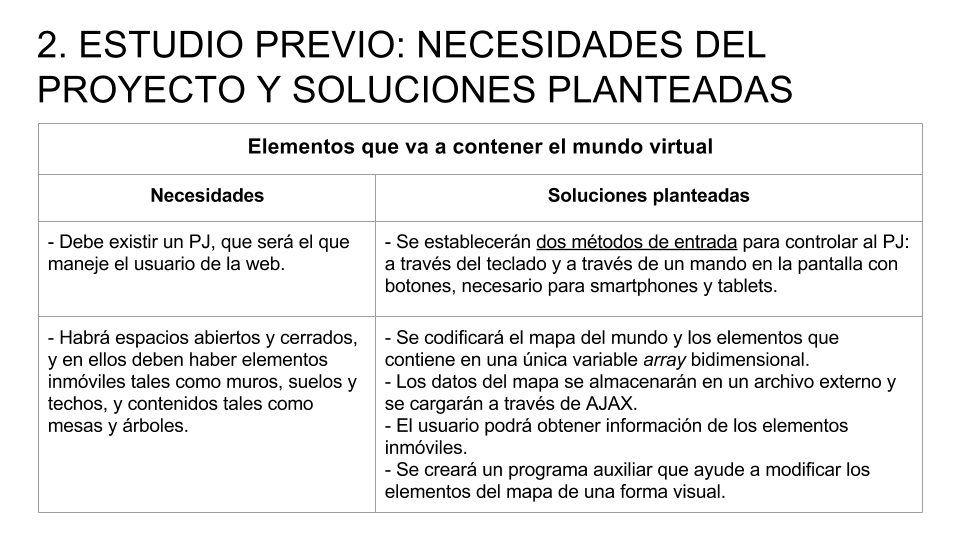 2. ESTUDIO PREVIO: NECESIDADES DEL
PROYECTO Y SOLUCIONES PLANTEADAS
Elementos que va a contener el mundo virtual
Necesidades
Soluciones planteadas
- Debe existir un PJ, que será el que
maneje el usuario de la web.
- Se establecerán dos métodos de entrada para controlar al PJ:
a través del teclado y a través de un mando en la pantalla con
botones, necesario para smartphones y tablets.
- Habrá espacios abiertos y cerrados,
y en ellos deben haber elementos
inmóviles tales como muros, suelos y
techos, y contenidos tales como
mesas y árboles.
- Se codificará el mapa del mundo y los elementos que
contiene en una única variable array bidimensional.
- Los datos del mapa se almacenarán en un archivo externo y
se cargarán a través de AJAX.
- El usuario podrá obtener información de los elementos
inmóviles.
- Se creará un programa auxiliar que ayude a modificar los
elementos del mapa de una forma visual.